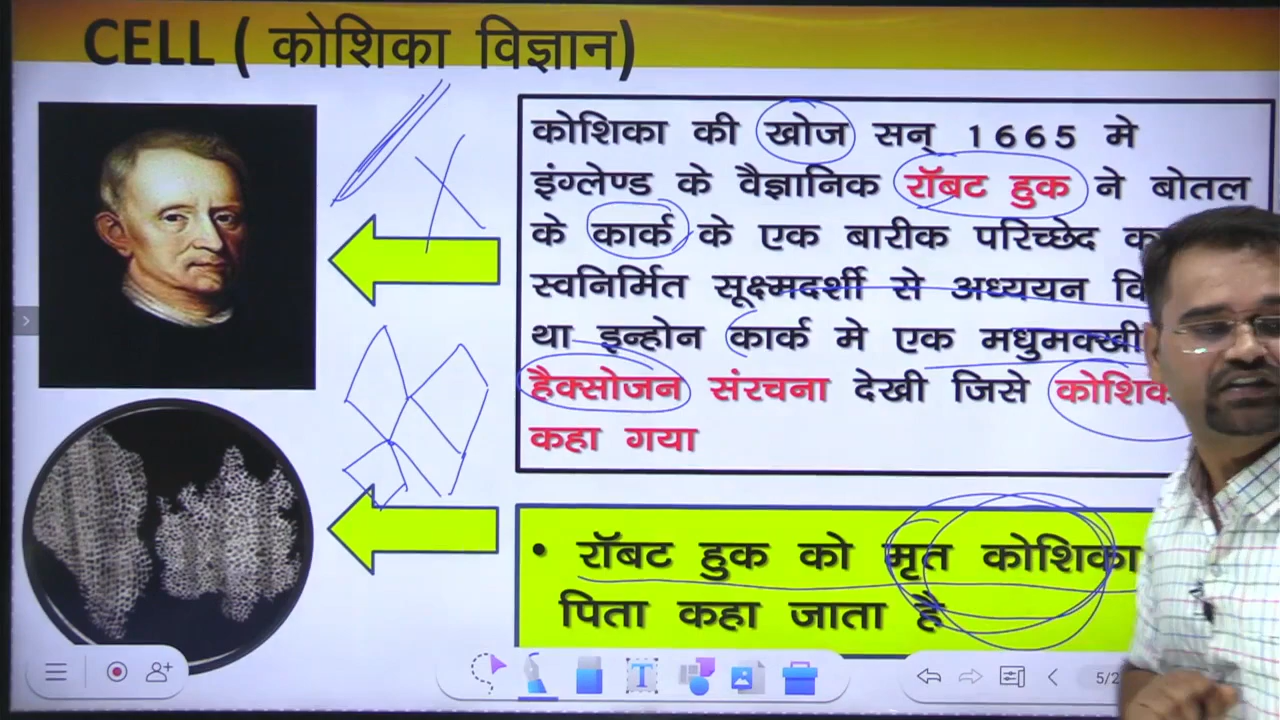 CELL ( कोशिका विज्ञान)
कोशिका की खोज सन् 1665 मे
इंग्लेण्ड के वैज्ञानिक रॉबट हुक ने बोतल
के कार्क के एक बारीक परिच्छेद
स्वनिर्मित सूक्ष्मदर्शी से अध्ययन
था इन्होन कार्क मे एक मधुमक्खी
हैक्सोजन संरचना देखी जिसे
कहा गया
• रॉबट हुक को मृत कोशिका
पिता कहा जाता है
T